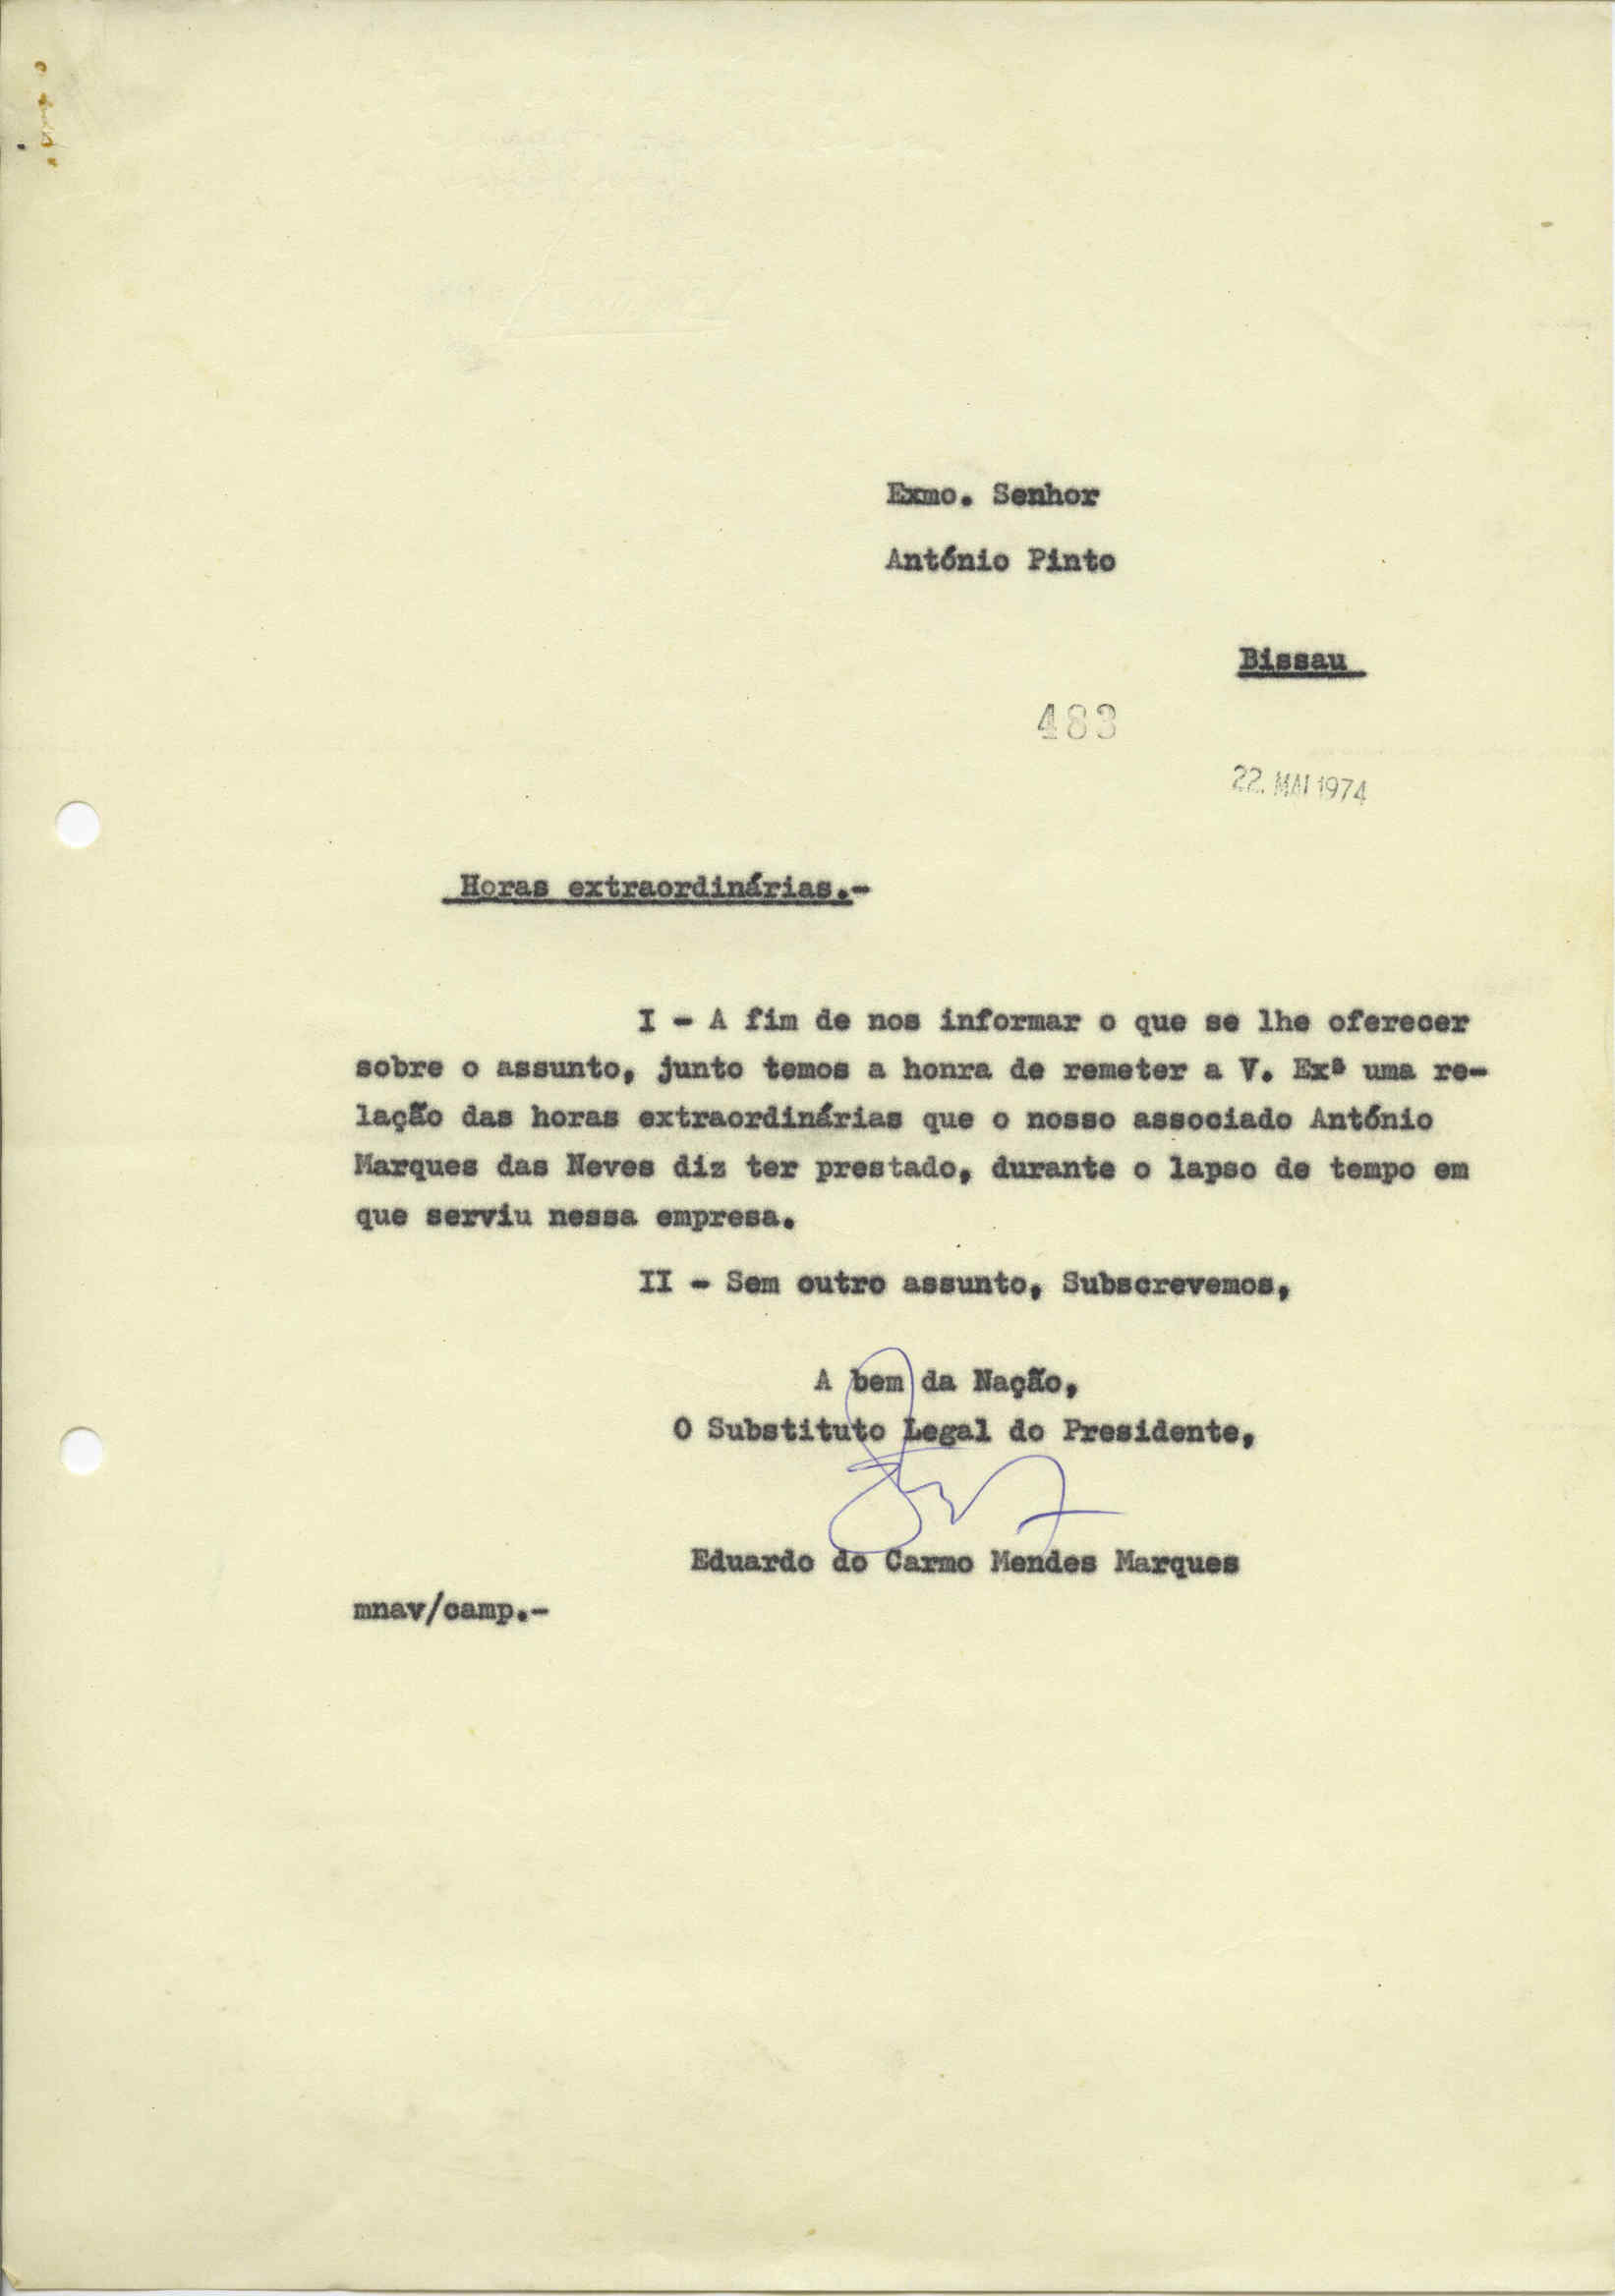 Exmo. Senhor
António Pinto
Bissau
483
22. MAI 1974
Horas extraordinárias.-
I - A fim de nos informar o que se lhe oferecer
sobre o assunto, junto temos a honra de remeter a V. Exª uma re-
lação das horas extraordinárias que o nosso associado António
Marques das Neves diz ter prestado, durante o lapso de tempo em
que serviu nessa empresa.
II - Sem outro assunto, Subscrevemos,
A bem da Nação,
O Substituto Legal do Presidente,
Eduardo do Carmo Mendes Marques
mnav/camp.-